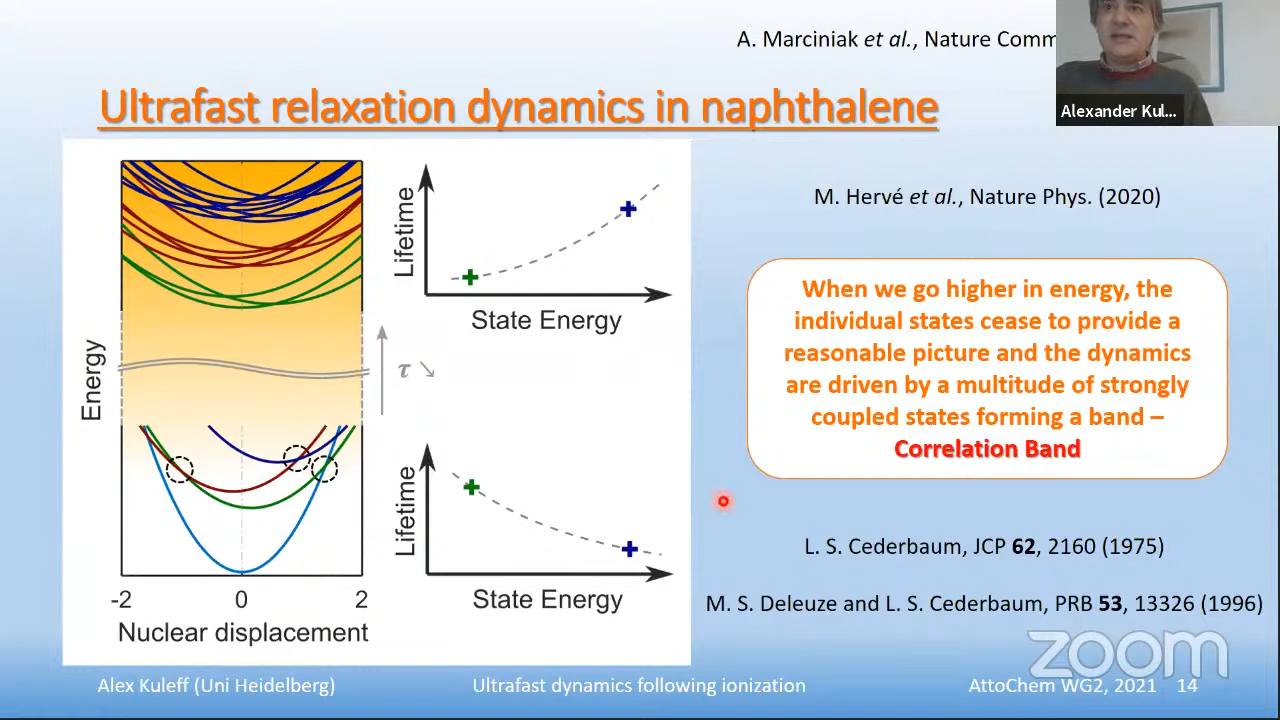 A. Marciniak et al., Nature Comm
Alexander Kul...
Ultrafast relaxation dynamics in naphthalene
M. Hervé et al., Nature Phys. (2020)
Lifetime
State Energy
When we go higher in energy, the
individual states cease to provide a
reasonable picture and the dynamics
are driven by a multitude of strongly
coupled states forming a band –
Correlation Band
Energy
τ ↘
Lifetime
State Energy
-2 0 2
Nuclear displacement
L. S. Cederbaum, JCP 62, 2160 (1975)
M. S. Deleuze and L. S. Cederbaum, PRB 53, 13326 (1996)
zoom
Alex Kuleff (Uni Heidelberg) Ultrafast dynamics following ionization AttoChem WG2, 2021 14